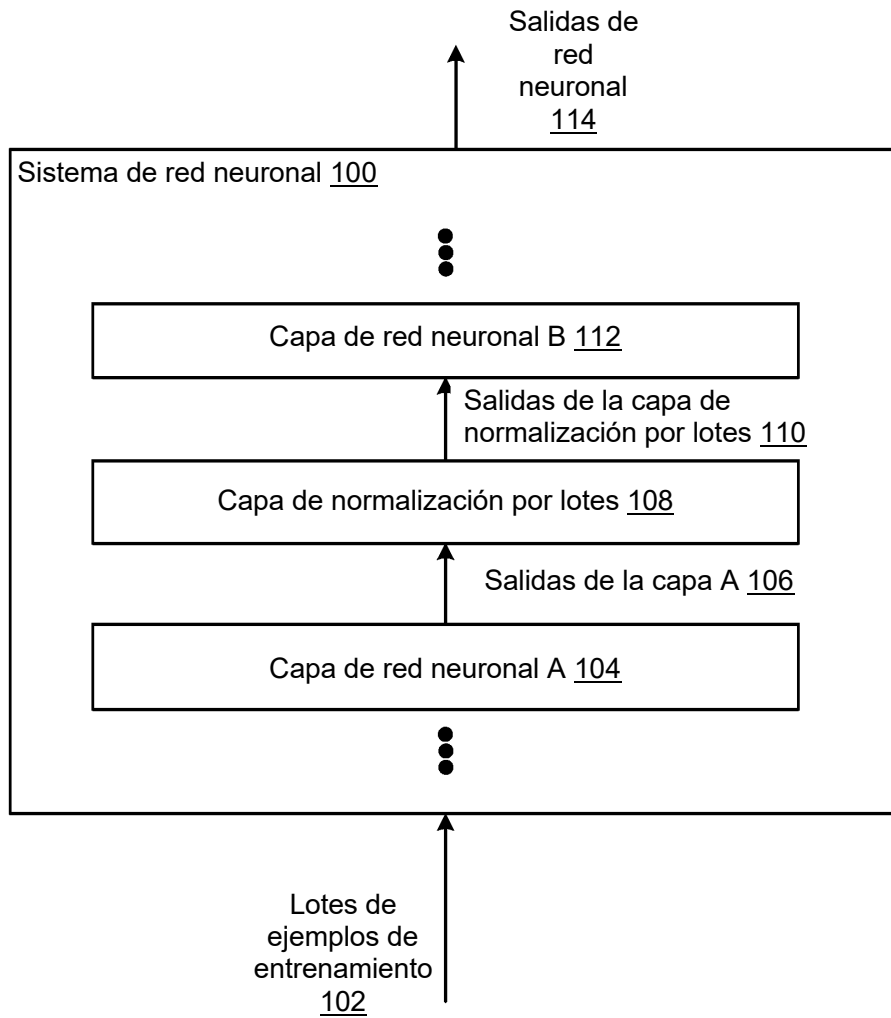 Salidas de
red
neuronal
114
Sistema de red neuronal 100
Capa de red neuronal B 112
Salidas de la capa de
normalización por lotes 110
Capa de normalización por lotes 108
Salidas de la capa A 106
Capa de red neuronal A 104
Lotes de
ejemplos de
entrenamiento
102